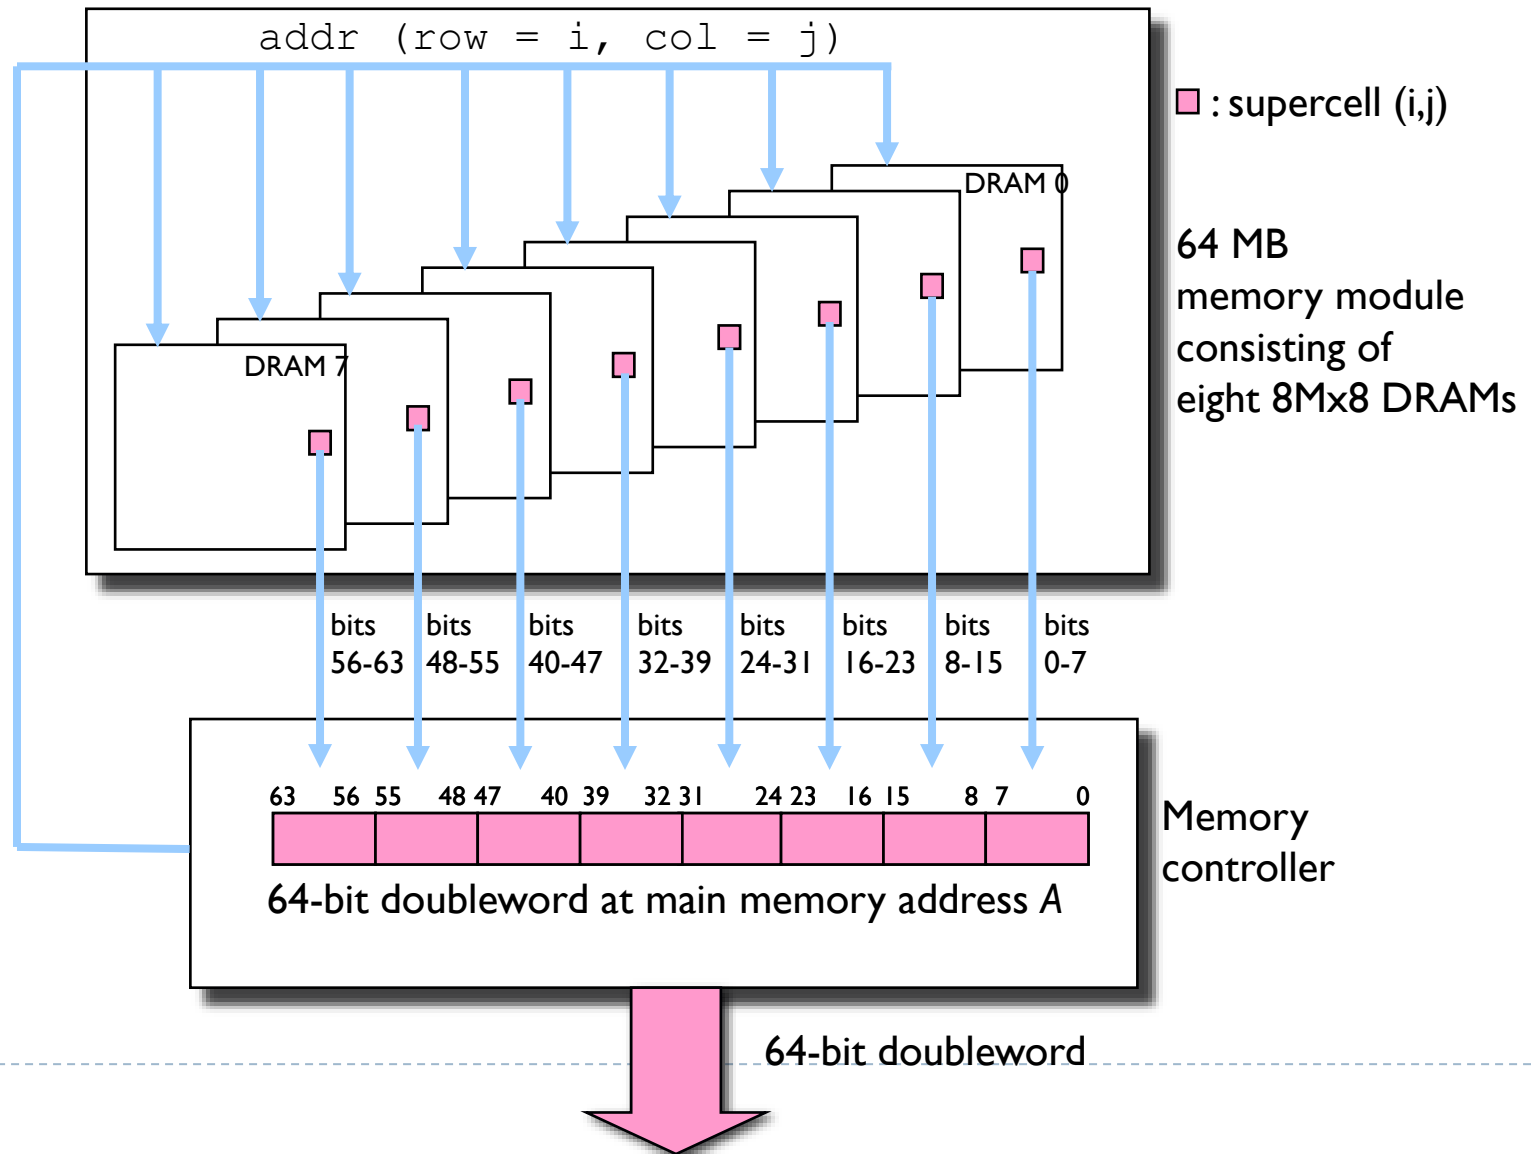 addr (row = i, col = j)
: supercell (i,j)
DRAM 0
64 MB
memory module
consisting of
eight 8Mx8 DRAMs
DRAM 7
bits
56-63
bits
48-55
bits
40-47
bits
32-39
bits
24-31
bits
16-23
bits
8-15
bits
0-7
63 56 55 48 47 40 39 32 31 24 23 16 15 8 7 0
64-bit doubleword at main memory address A
Memory
controller
64-bit doubleword